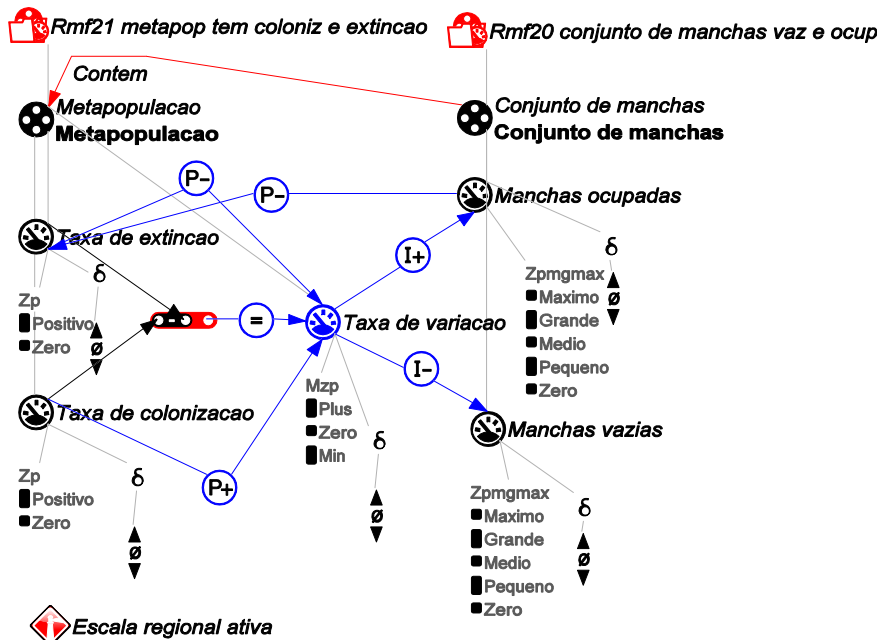 Rmf21 metapop tem coloniz e extincao
Rmf20 conjunto de manchas vaz e ocup
Contem
Metapopulacao
Metapopulacao
Conjunto de manchas
Conjunto de manchas
P-
P-
Manchas ocupadas
Taxa de extincao
δ
I+
δ
Zp
Positivo
Zero
ø
Zpmgmax
Maximo
Grande
Medio
Pequeno
Zero
ø
-
=
Taxa de variacao
I-
Mzp
Plus
Zero
Min
δ
ø
Taxa de colonizacao
Manchas vazias
Zp
Positivo
Zero
δ
ø
P+
Zpmgmax
Maximo
Grande
Medio
Pequeno
Zero
δ
ø
Escala regional ativa